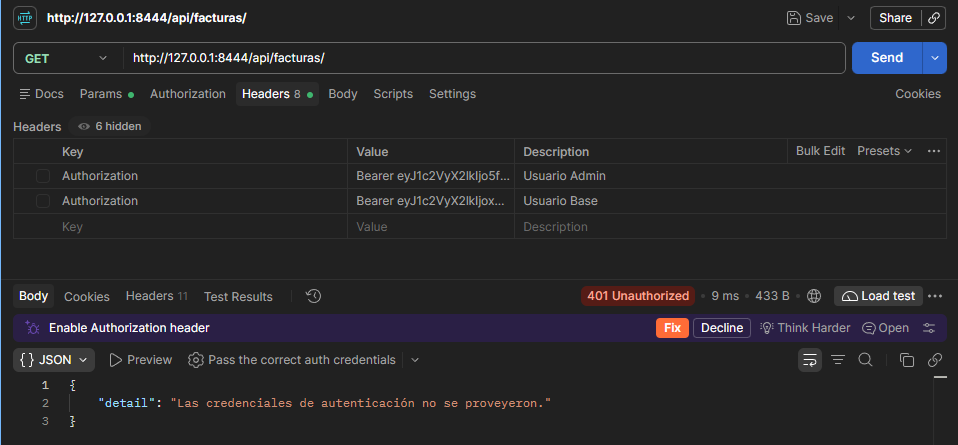 HTTP http://127.0.0.1:8444/api/facturas/ Save Share
GET http://127.0.0.1:8444/api/facturas/ Send
Docs Params Authorization Headers 8 Body Scripts Settings Cookies
Headers 6 hidden
Key Value Description Bulk Edit Presets
Authorization Bearer eyJ1c2VyX2lkIjo5f... Usuario Admin
Authorization Bearer eyJ1c2VyX2lkIjox... Usuario Base
Key Value Description
Body Cookies Headers 11 Test Results 401 Unauthorized • 9 ms • 433 B Load test
Enable Authorization header Fix Decline Think Harder Open
{} JSON Preview Pass the correct auth credentials
1 {
2 "detail": "Las credenciales de autenticación no se proveyeron."
3 }